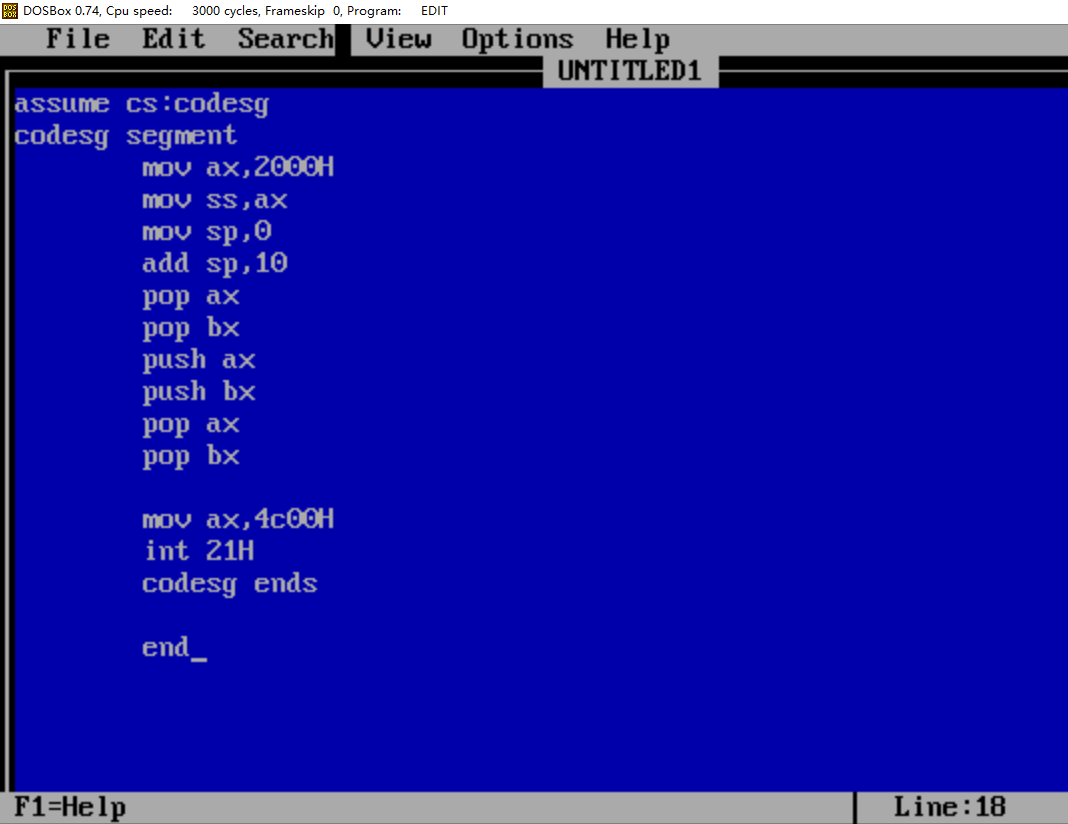 DOSBox 0.74, Cpu speed: 3000 cycles, Frameskip 0, Program: EDIT
File Edit Search View Options Help
UNTITLED1
assume cs:codesg
codesg segment
mov ax,2000H
mov ss,ax
mov sp,0
add sp,10
pop ax
pop bx
push ax
push bx
pop ax
pop bx
mov ax,4c00H
int 21H
codesg ends
end_
F1=Help Line:18